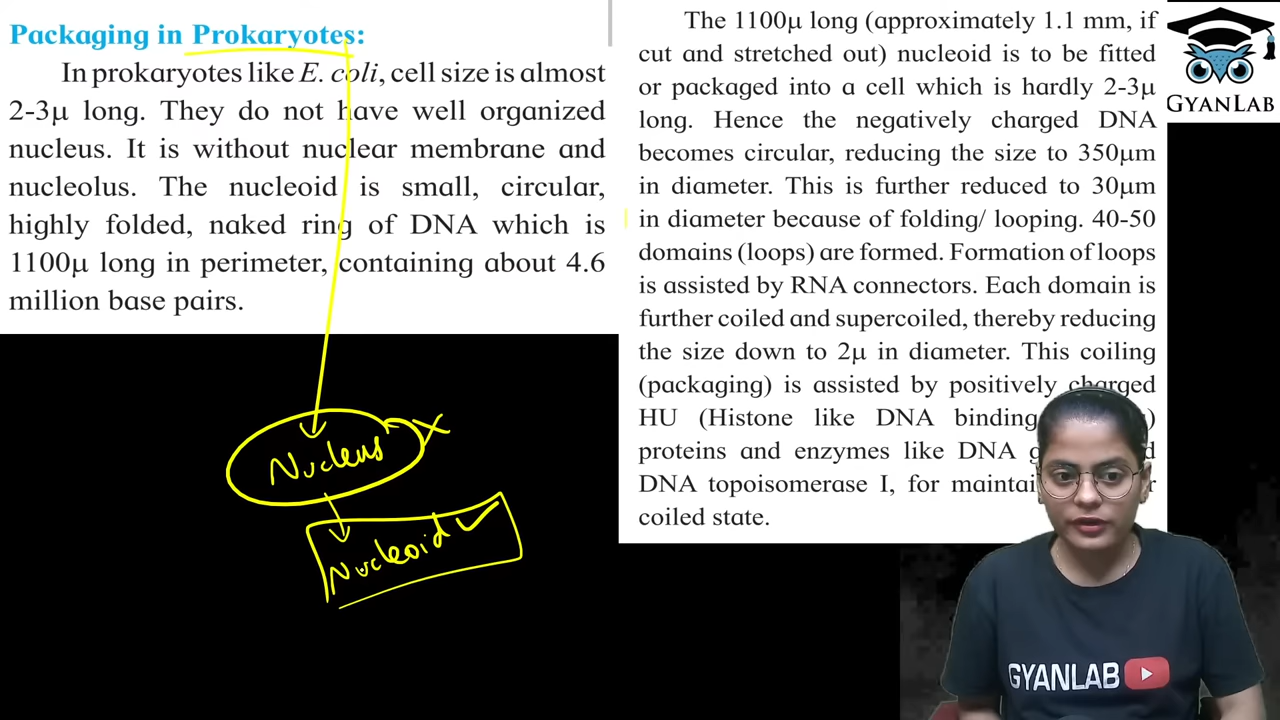 Packaging in Prokaryotes:
In prokaryotes like E. coli, cell size is almost
2-3μ long. They do not have well organized
nucleus. It is without nuclear membrane and
nucleolus. The nucleoid is small, circular,
highly folded, naked ring of DNA which is
1100μ long in perimeter, containing about 4.6
million base pairs.
Nucleus
Nucleoid
The 1100μ long (approximately 1.1 mm, if
cut and stretched out) nucleoid is to be fitted
or packaged into a cell which is hardly 2-3μ
long. Hence the negatively charged DNA
becomes circular, reducing the size to 350μm
in diameter. This is further reduced to 30μm
in diameter because of folding/ looping. 40-50
domains (loops) are formed. Formation of loops
is assisted by RNA connectors. Each domain is
further coiled and supercoiled, thereby reducing
the size down to 2μ in diameter. This coiling
(packaging) is assisted by positively charged
HU (Histone like DNA binding
proteins and enzymes like DNA
DNA topoisomerase I, for
coiled state.
GYANLAB
GYANLAB